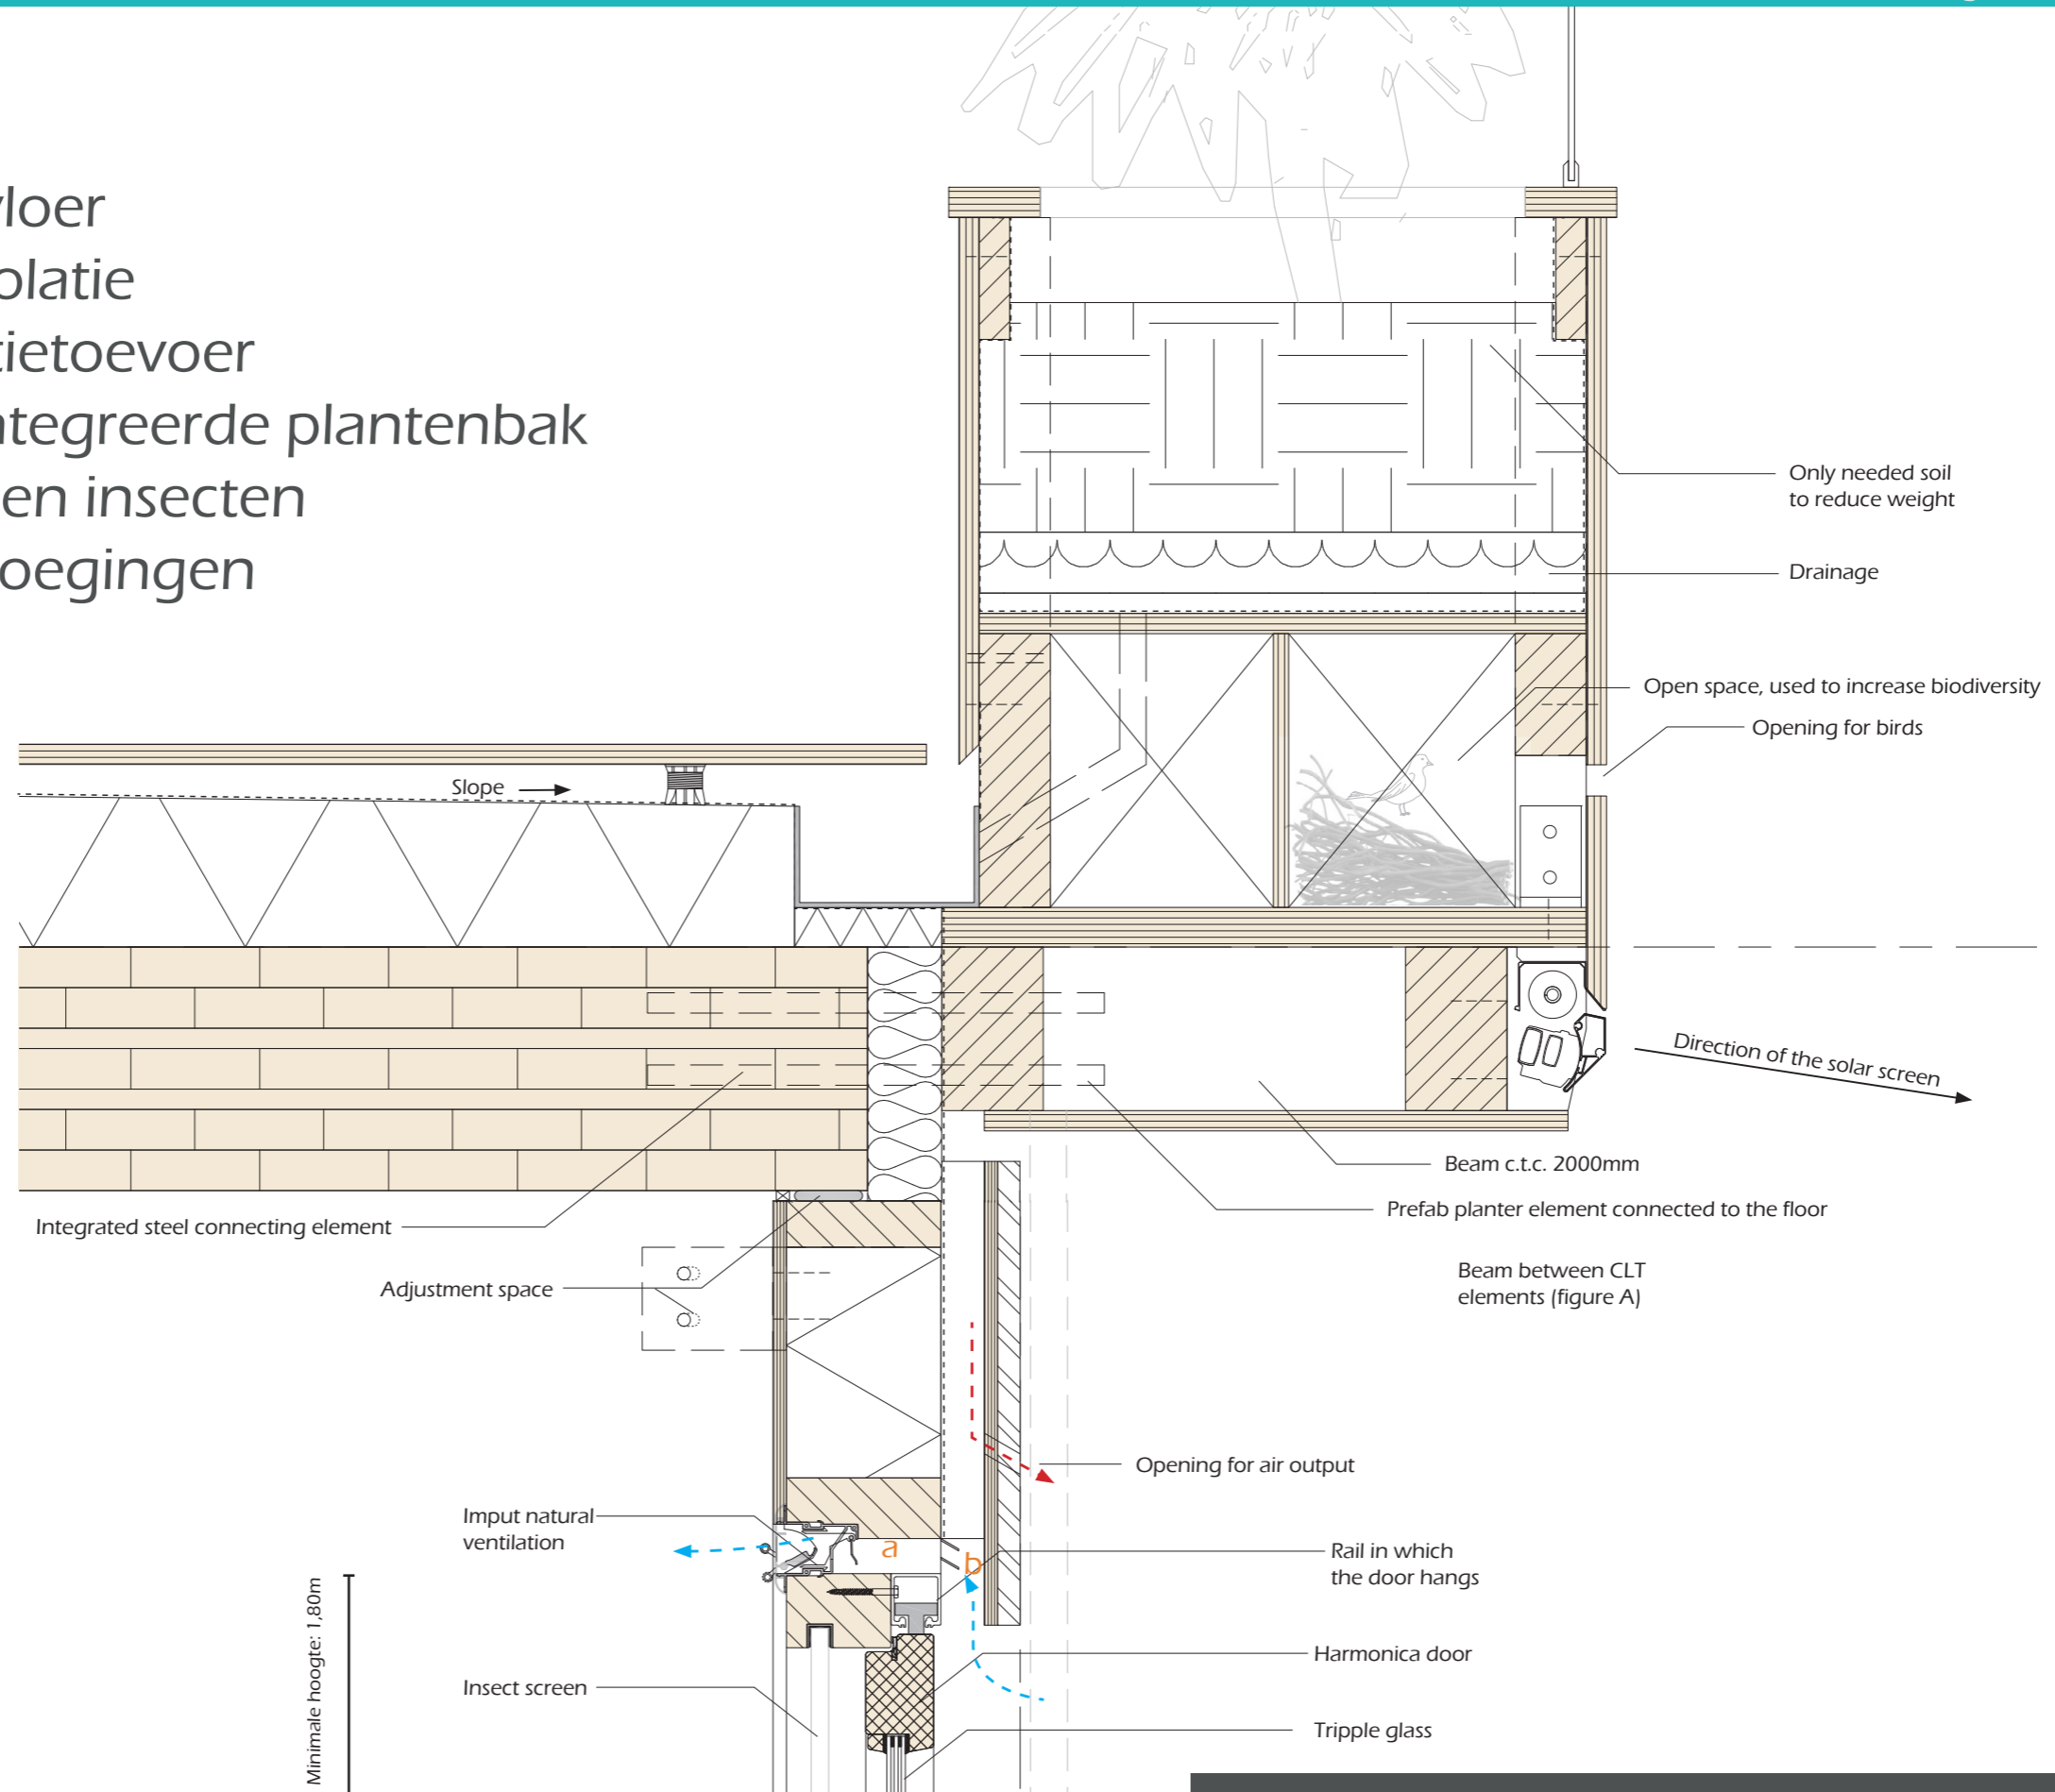 vloer
olatie
tietoevoer
ntegreerde plantenbak
en insecten
oegingen
Only needed soil
to reduce weight
Drainage
Open space, used to increase biodiversity
Opening for birds
Slope
Direction of the solar screen
Beam c.t.c. 2000mm
Prefab planter element connected to the floor
Integrated steel connecting element
Beam between CLT
elements (figure A)
Adjustment space
Opening for air output
Imput natural
ventilation
a
b
Rail in which
the door hangs
Minimale hoogte: 1,80m
Harmonica door
Insect screen
Tripple glass